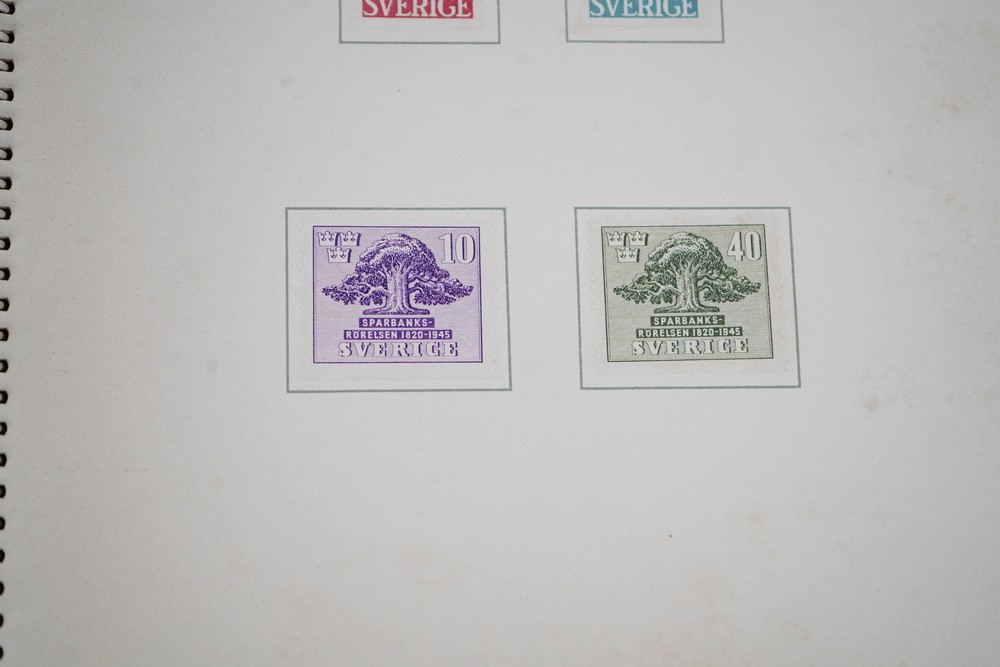 SVERIGE
SVERIGE
10
SPARBANKS-
RÖRELSEN 1820-1945
SVERIGE
40
SPARBANKS-
RÖRELSEN 1820-1945
SVERIGE